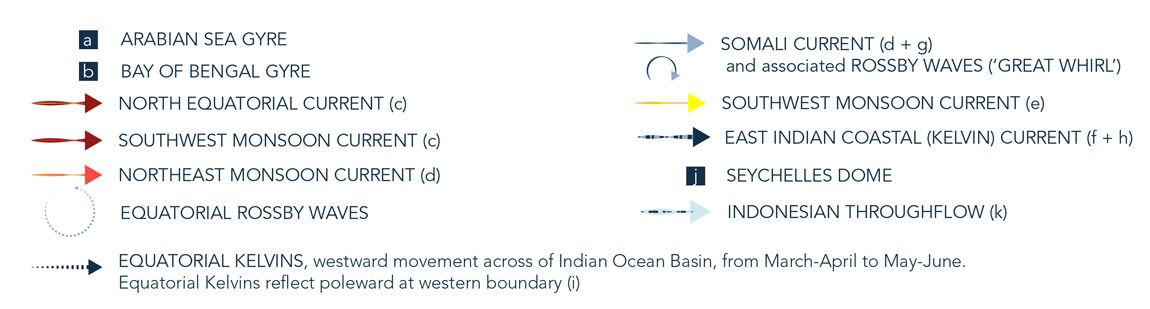 a ARABIAN SEA GYRE
b BAY OF BENGAL GYRE
NORTH EQUATORIAL CURRENT (c)
SOUTHWEST MONSOON CURRENT (c)
NORTHEAST MONSOON CURRENT (d)
EQUATORIAL ROSSBY WAVES
SOMALI CURRENT (d + g)
and associated ROSSBY WAVES (‘GREAT WHIRL’)
SOUTHWEST MONSOON CURRENT (e)
EAST INDIAN COASTAL (KELVIN) CURRENT (f + h)
j SEYCHELLES DOME
INDONESIAN THROUGHFLOW (k)
EQUATORIAL KELVINS, westward movement across of Indian Ocean Basin, from March-April to May-June.
Equatorial Kelvins reflect poleward at western boundary (i)